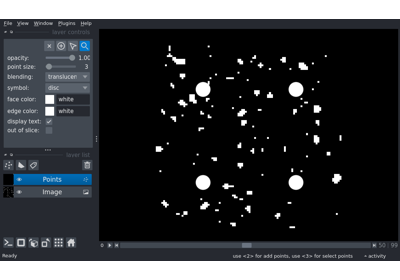 File View Window Plugins Help
layer controls
opacity: 1.00
point size: 3
blending: translucen
symbol: disc
face color: white
edge color: white
display text:
out of slice:
layer list
Points
Image
0 50 99
Ready use <2> for add points, use <3> for select points activity